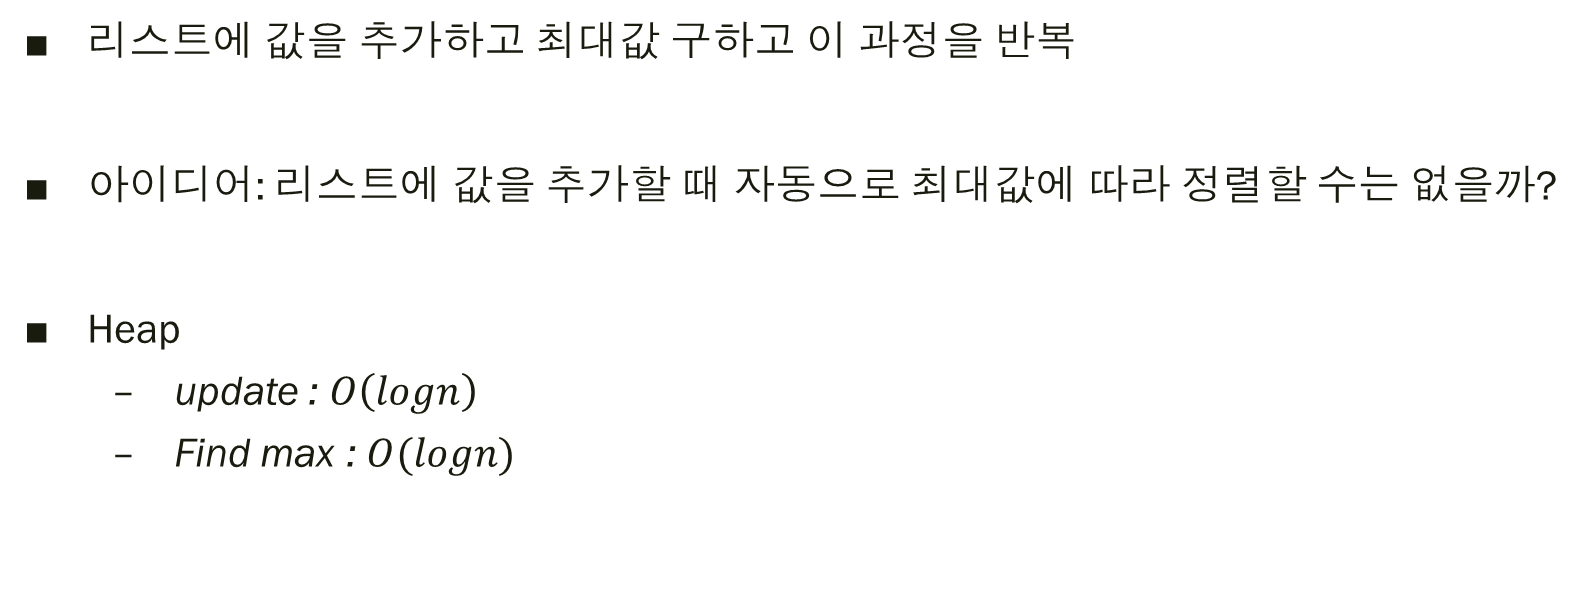 ■ 리스트에 값을 추가하고 최대값 구하고 이 과정을 반복
■ 아이디어: 리스트에 값을 추가할 때 자동으로 최대값에 따라 정렬할 수는 없을까?
■ Heap
– update : O(logn)
– Find max : O(logn)